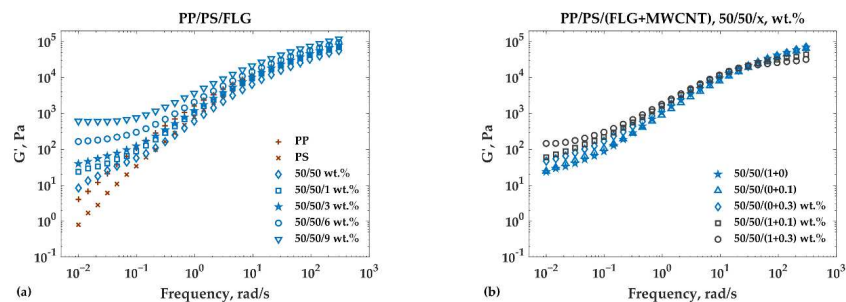 PP/PS/FLG
10^5
10^4
10^3
10^2
10^1
10^0
10^-1
G', Pa
PP
PS
50/50 wt.%
50/50/1 wt.%
50/50/3 wt.%
50/50/6 wt.%
50/50/9 wt.%
10^-2
10^-1
10^0
10^1
10^2
10^3
Frequency, rad/s
(a)
PP/PS/(FLG+MWCNT), 50/50/x, wt.%
10^5
10^4
10^3
10^2
10^1
10^0
10^-1
G', Pa
50/50/(1+0)
50/50/(0+0.1)
50/50/(0+0.3) wt.%
50/50/(1+0.1) wt.%
50/50/(1+0.3) wt.%
10^-2
10^-1
10^0
10^1
10^2
10^3
Frequency, rad/s
(b)